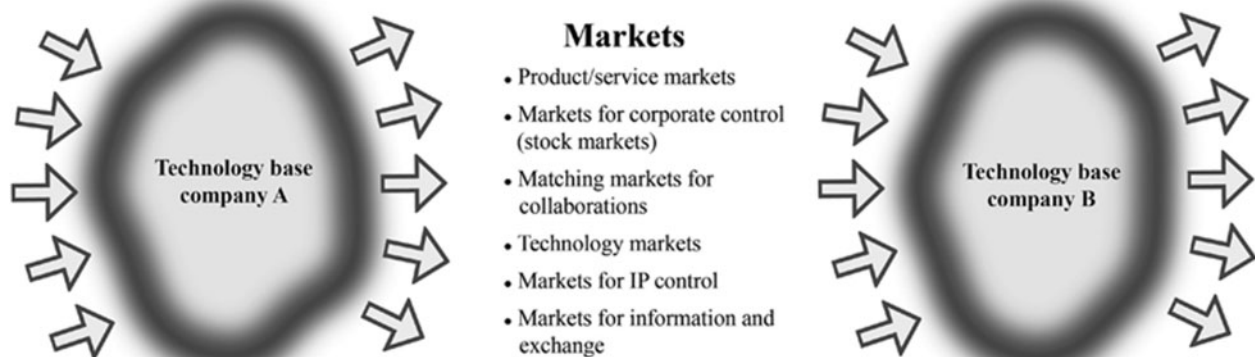 Technology base
company A
Markets
• Product/service markets
• Markets for corporate control
(stock markets)
• Matching markets for
collaborations
• Technology markets
• Markets for IP control
• Markets for information and
exchange
Technology base
company B